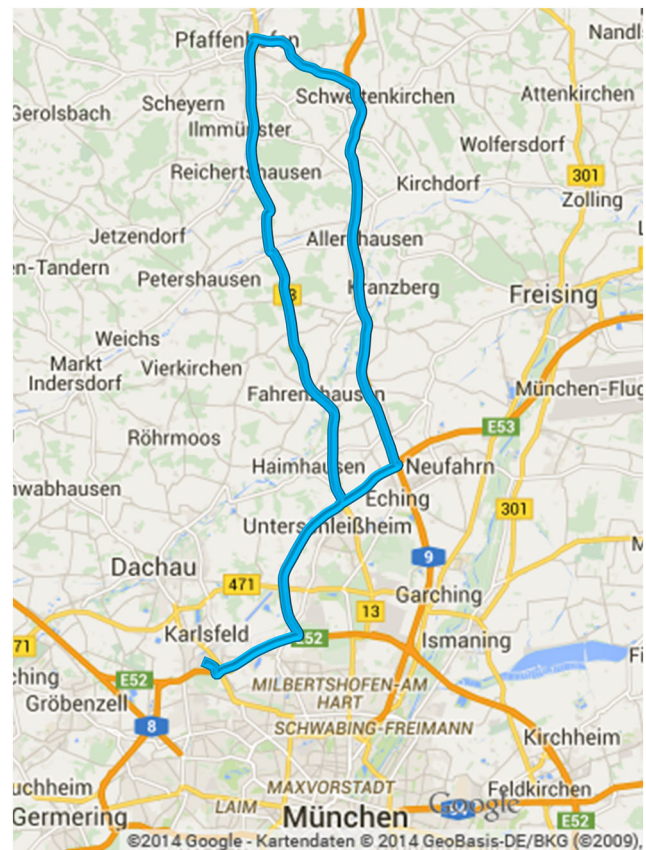 Nandl
Pfaffenhofen
Gerolsbach
Scheyern
Schweitenkirchen
Attenkirchen
Ilmmünster
Wolfersdorf
Reichertshausen
Kirchdorf
301
Zolling
Jetzendorf
Allershausen
en-Tandern
Petershausen
Kranzberg
13
Freising
Weichs
Markt
Indersdorf
Vierkirchen
München-Flug
Fahrenzhausen
E53
Röhrmoos
Haimhausen
Neufahrn
nwabhausen
Eching
301
Unterschleißheim
Dachau
9
471
Garching
13
Karlsfeld
E52
Ismaning
71
ching
E52
MILBERTSHOFEN-AM
HART
Gröbenzell
8
SCHWABING-FREIMANN
Kirchheim
uchheim
MAXVORSTADT
Feldkirchen
LAIM
Google
Germering
München
E52
©2014 Google - Kartendaten © 2014 GeoBasis-DE/BKG (©2009),